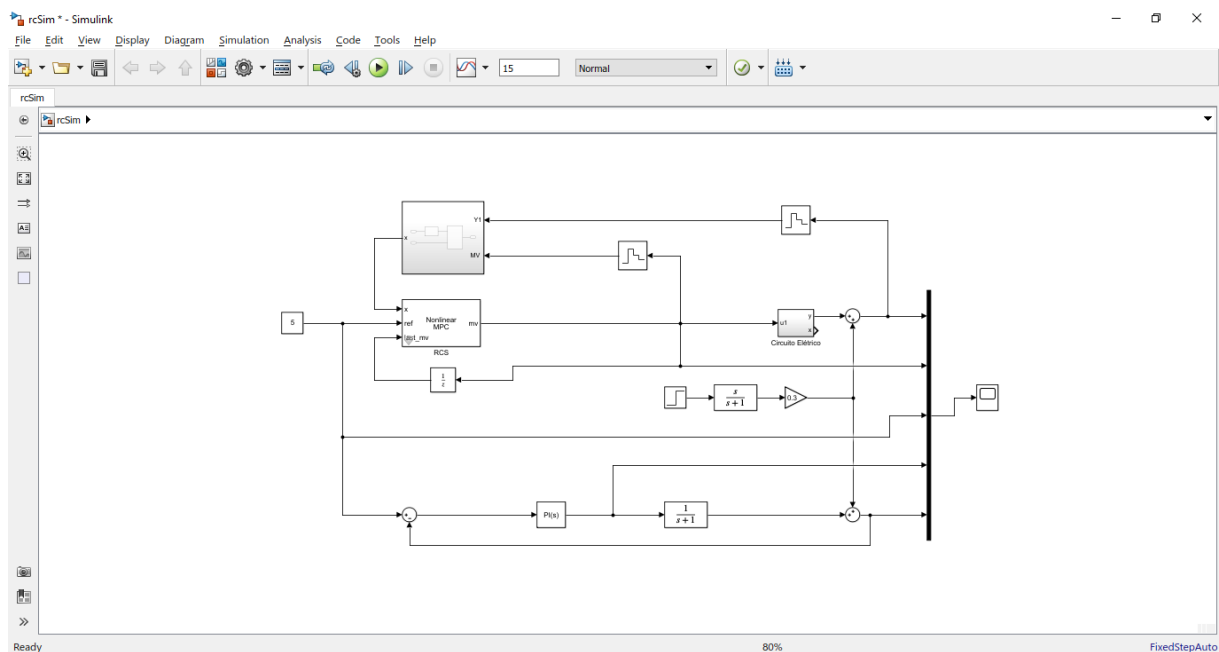 rcSim * - Simulink
File Edit View Display Diagram Simulation Analysis Code Tools Help
15 Normal
rcSim
rcSim
Y1
x
MV
x
5 ref Nonlinear MPC mv
last_mv
RCS
u1 y
x
Circuito Elétrico
1
z
s
s + 1
0.3
PI(s)
1
s + 1
Ready 80% FixedStepAuto